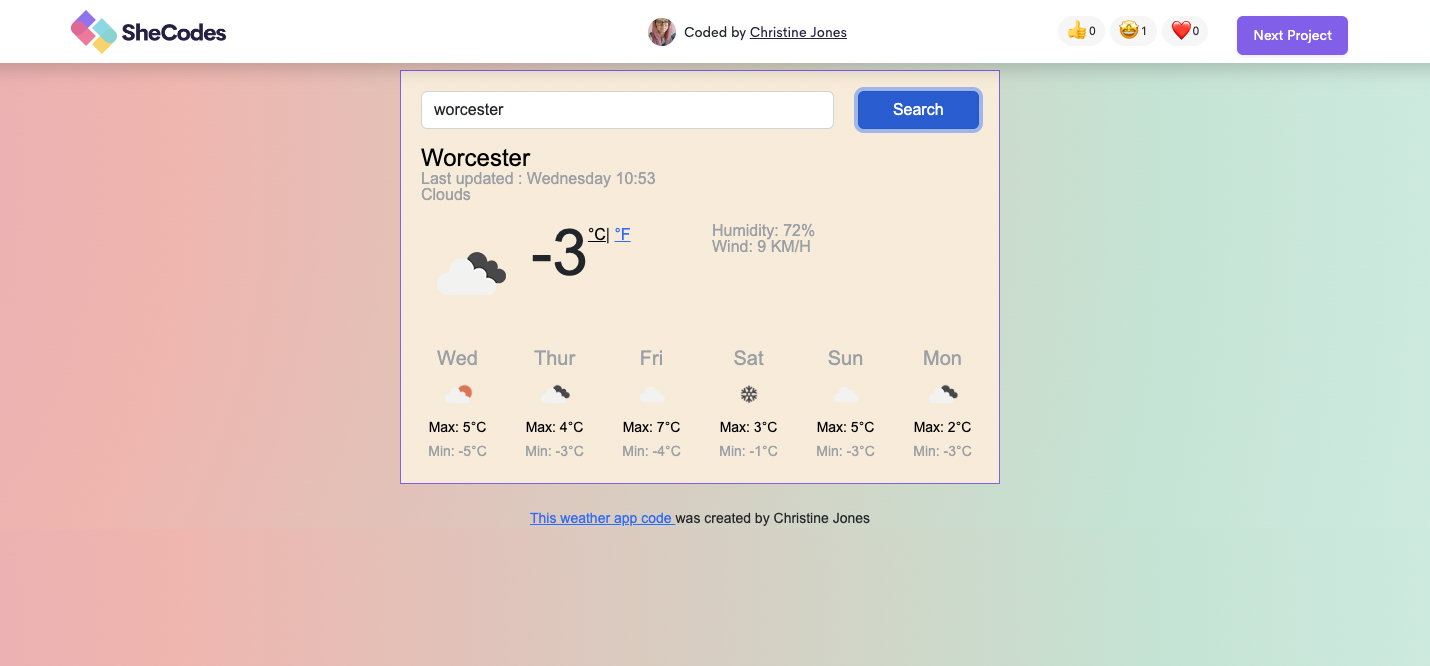 SheCodes
Coded by Christine Jones
👍0 🤩1 ❤️0
Next Project
worcester
Search
Worcester
Last updated : Wednesday 10:53
Clouds
-3 °C| °F
Humidity: 72%
Wind: 9 KM/H
Wed Thur Fri Sat Sun Mon
Max: 5°C Max: 4°C Max: 7°C Max: 3°C Max: 5°C Max: 2°C
Min: -5°C Min: -3°C Min: -4°C Min: -1°C Min: -3°C Min: -3°C
This weather app code was created by Christine Jones